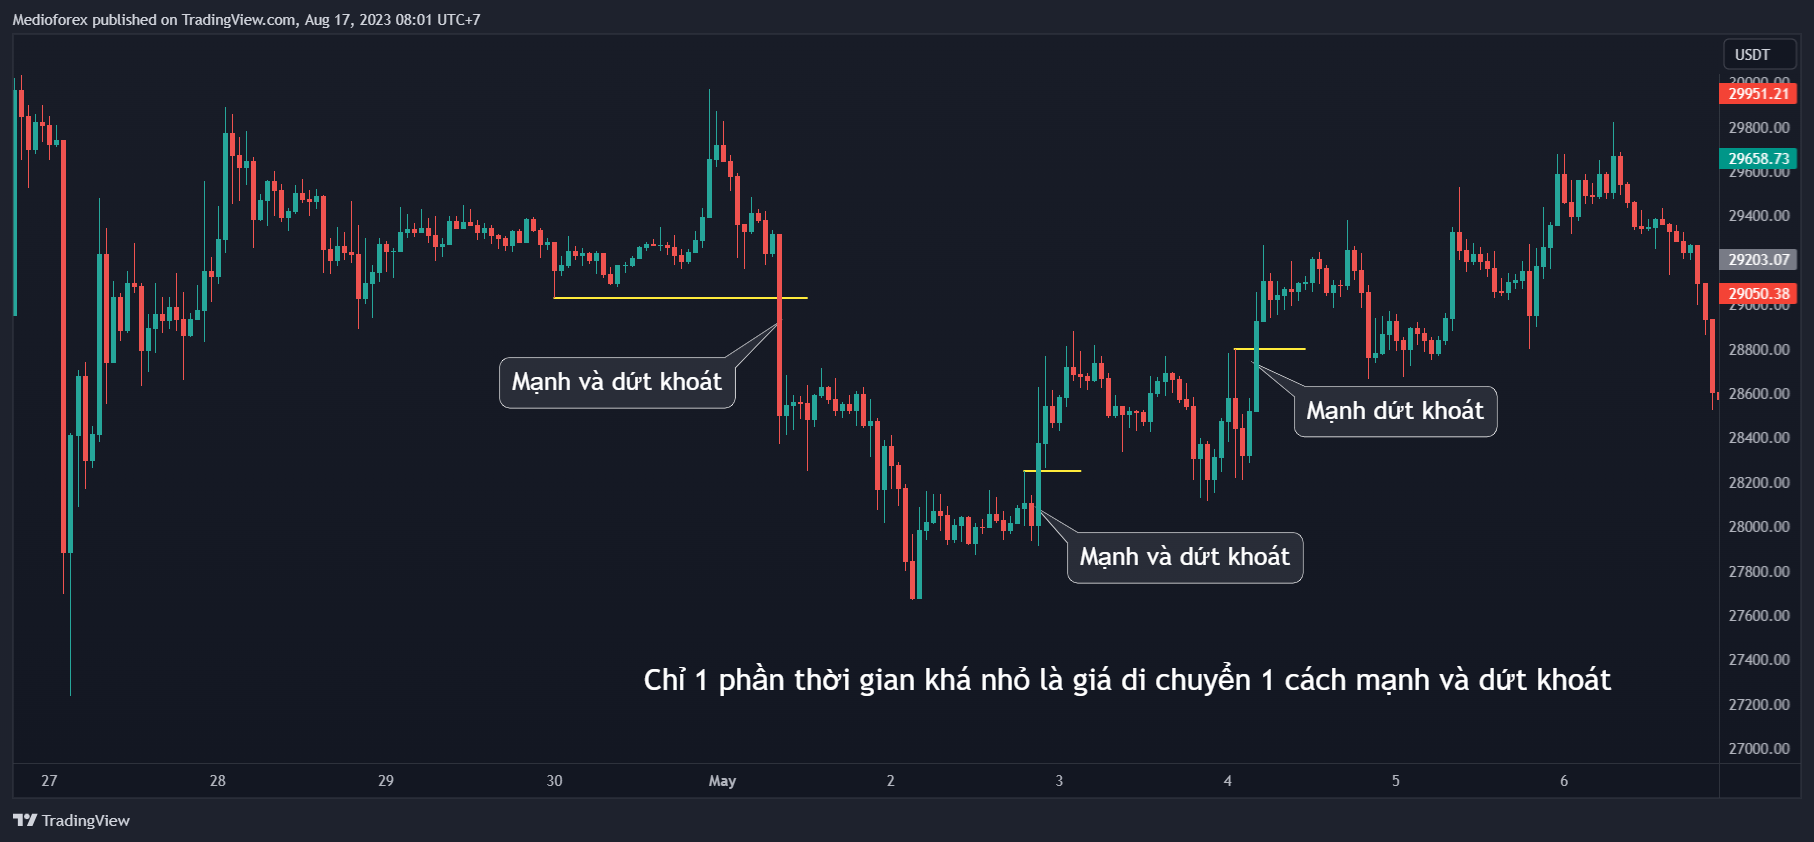 Medioforex published on TradingView.com, Aug 17, 2023 08:01 UTC+7
USDT
29951.21
29800.00
29658.73
29600.00
29400.00
29203.07
29050.38
29000.00
28800.00
28600.00
28400.00
28200.00
28000.00
27800.00
27600.00
27400.00
27200.00
27000.00
Mạnh và dứt khoát
Mạnh dứt khoát
Mạnh và dứt khoát
Chỉ 1 phần thời gian khá nhỏ là giá di chuyển 1 cách mạnh và dứt khoát
27 28 29 30 May 2 3 4 5 6
TradingView